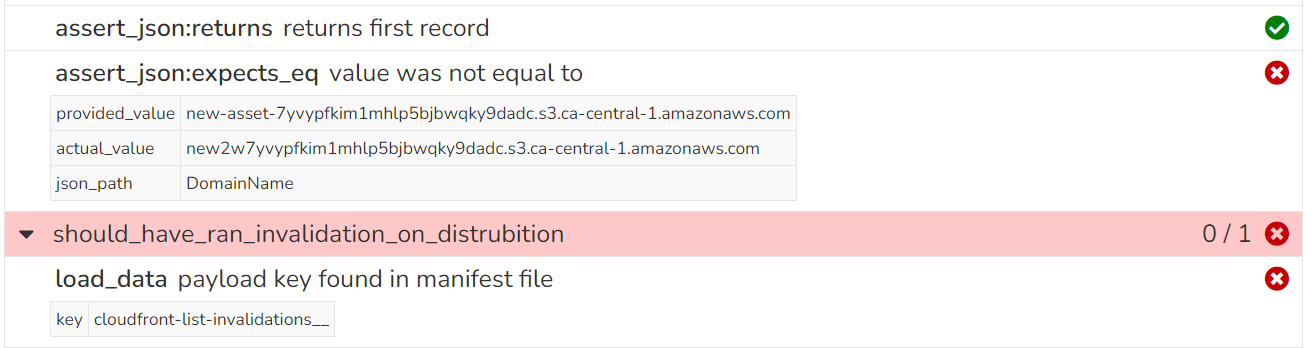 assert_json:returns returns first record
assert_json:expects_eq value was not equal to
provided_value new-asset-7yvypfkim1mhlp5bjbwqky9dadc.s3.ca-central-1.amazonaws.com
actual_value new2w7yvypfkim1mhlp5bjbwqky9dadc.s3.ca-central-1.amazonaws.com
json_path DomainName
should_have_ran_invalidation_on_distrubition 0 / 1
load_data payload key found in manifest file
key cloudfront-list-invalidations__